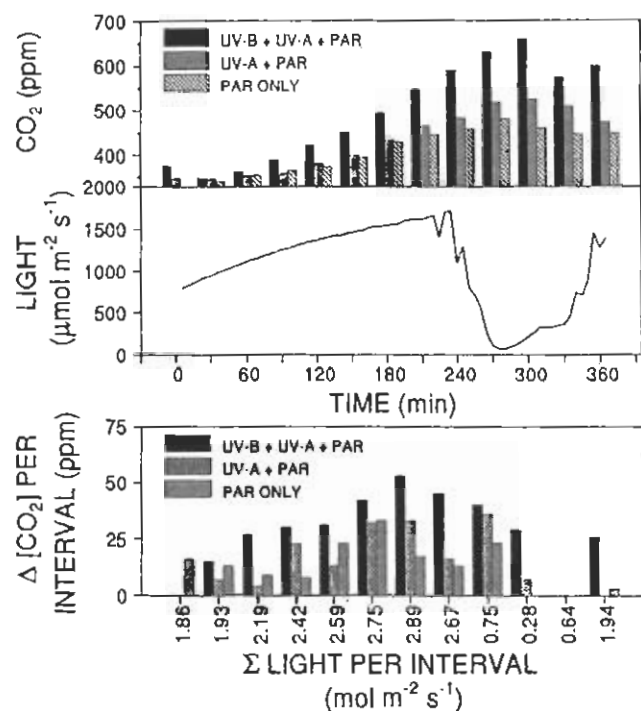 700
600
500
400
2000
CO₂ (ppm)
UV-B + UV-A + PAR
UV-A + PAR
PAR ONLY
1500
1000
500
0
LIGHT
(μmol m⁻² s⁻¹)
0 60 120 180 240 300 360
TIME (min)
75
50
25
0
Δ [CO₂] PER
INTERVAL (ppm)
UV-B + UV-A + PAR
UV-A + PAR
PAR ONLY
1.86 1.93 2.19 2.42 2.59 2.75 2.89 2.67 0.75 0.28 0.64 1.94
Σ LIGHT PER INTERVAL
(mol m⁻² s⁻¹)